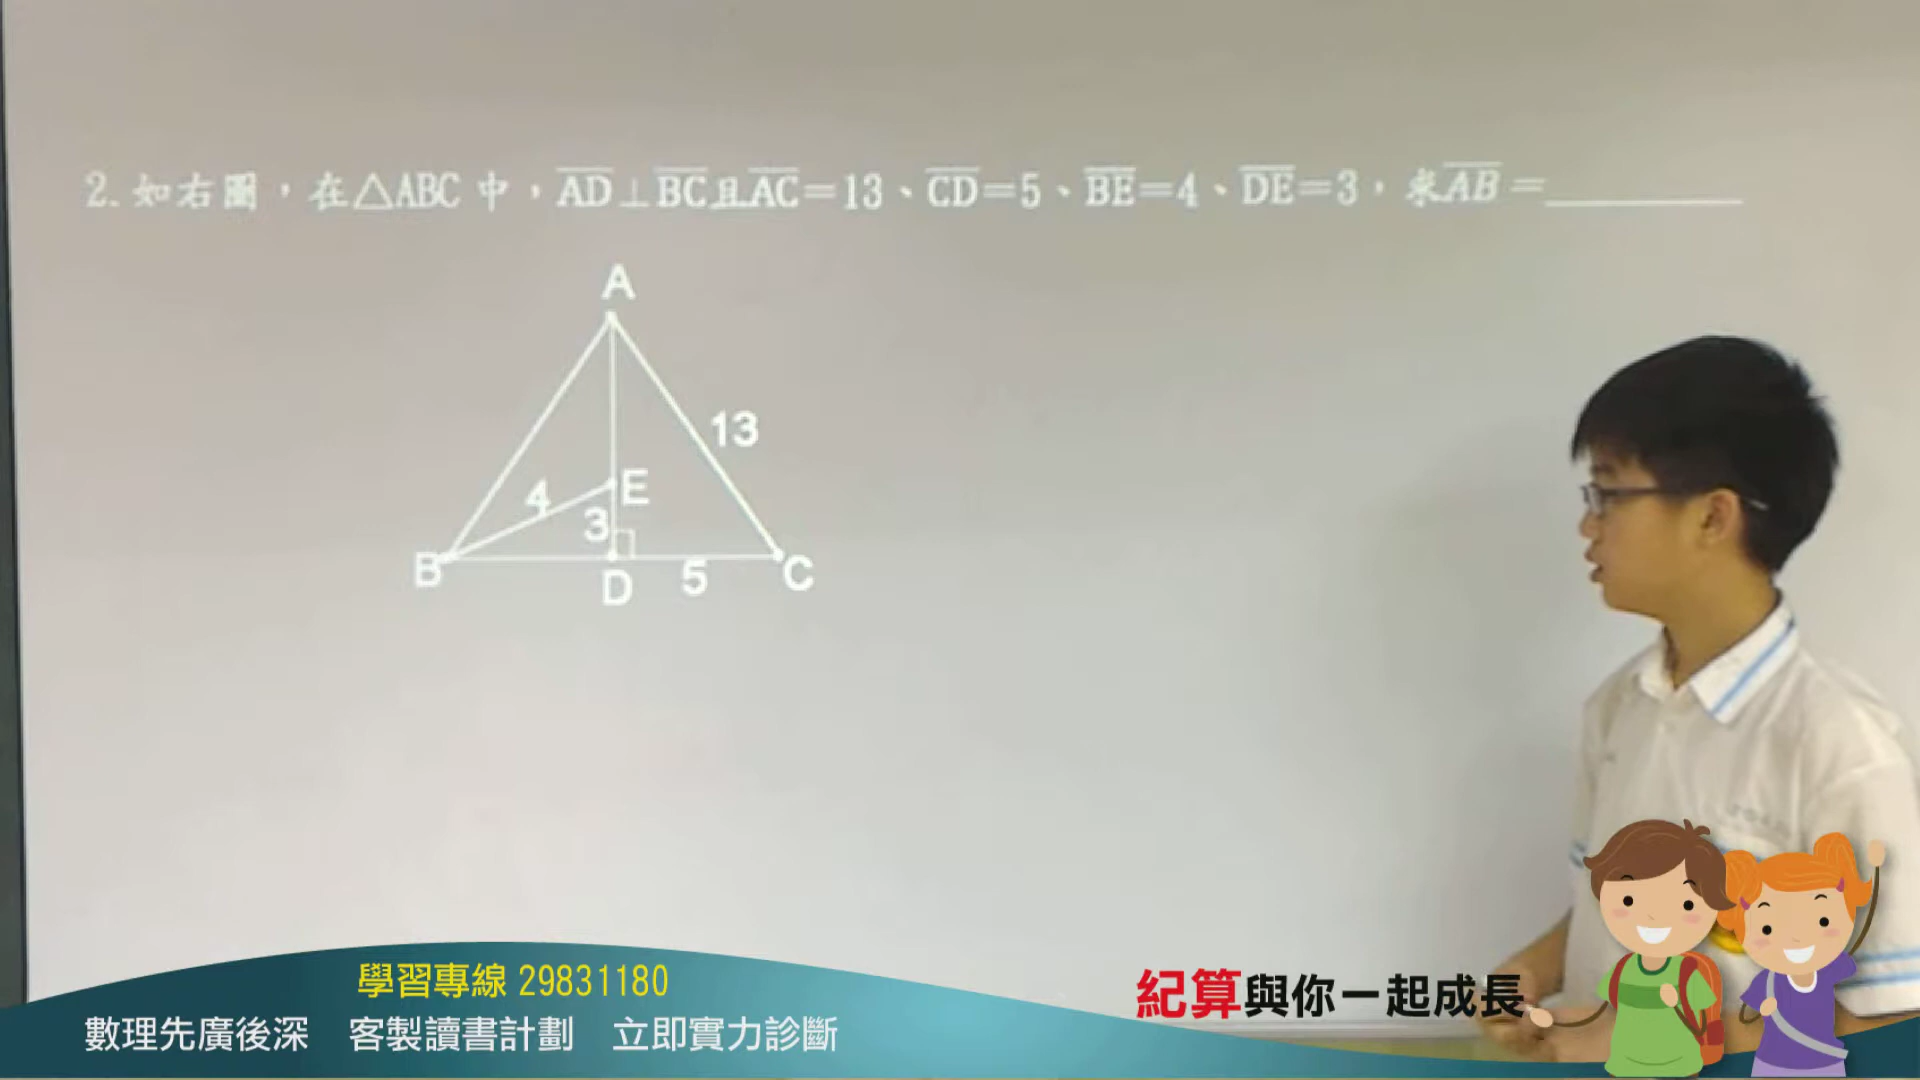 2. 如右圖，在△ABC 中，AD⊥BC且AC=13、CD=5、BE=4、DE=3，求AB=________
A
13
4
E
3
B
D
5
C
學習專線 29831180
數理先廣後深 客製讀書計劃 立即實力診斷
紀算與你一起成長